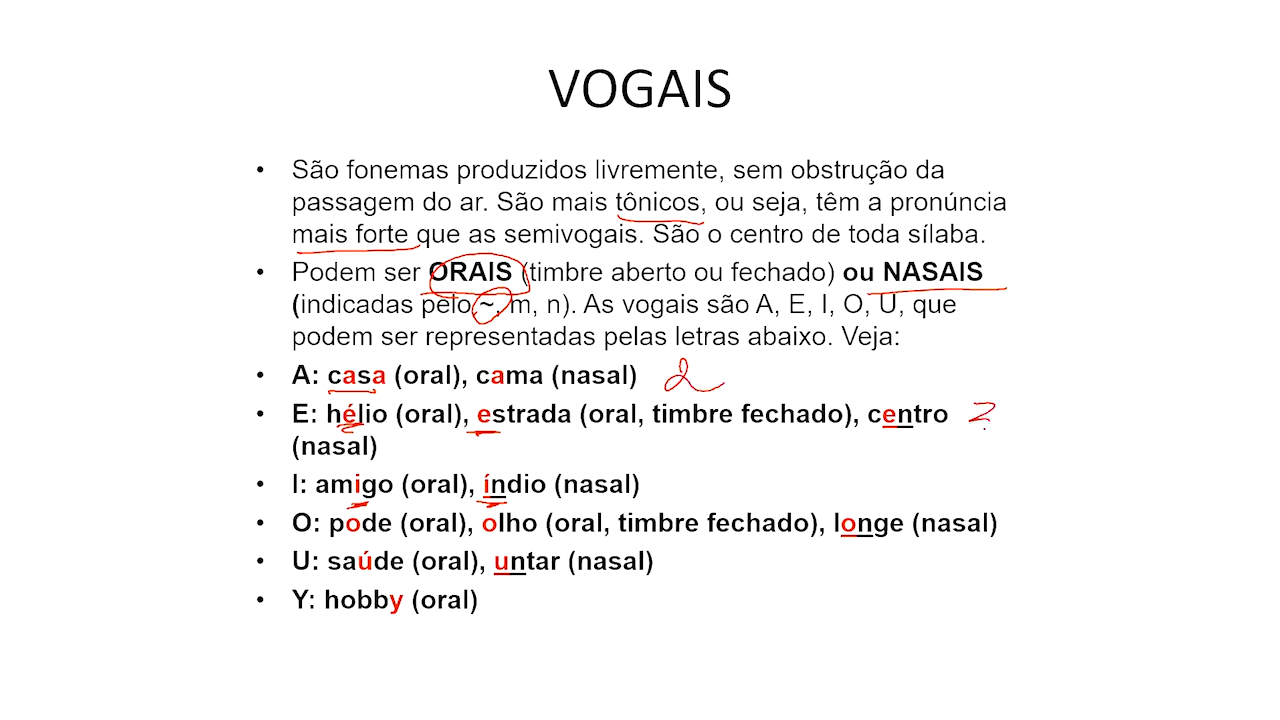 VOGAIS
• São fonemas produzidos livremente, sem obstrução da
passagem do ar. São mais tônicos, ou seja, têm a pronúncia
mais forte que as semivogais. São o centro de toda sílaba.
• Podem ser ORAIS (timbre aberto ou fechado) ou NASAIS
(indicadas pelo ~, m, n). As vogais são A, E, I, O, U, que
podem ser representadas pelas letras abaixo. Veja:
• A: casa (oral), cama (nasal)
• E: hélio (oral), estrada (oral, timbre fechado), centro
(nasal)
• I: amigo (oral), índio (nasal)
• O: pode (oral), olho (oral, timbre fechado), longe (nasal)
• U: saúde (oral), untar (nasal)
• Y: hobby (oral)